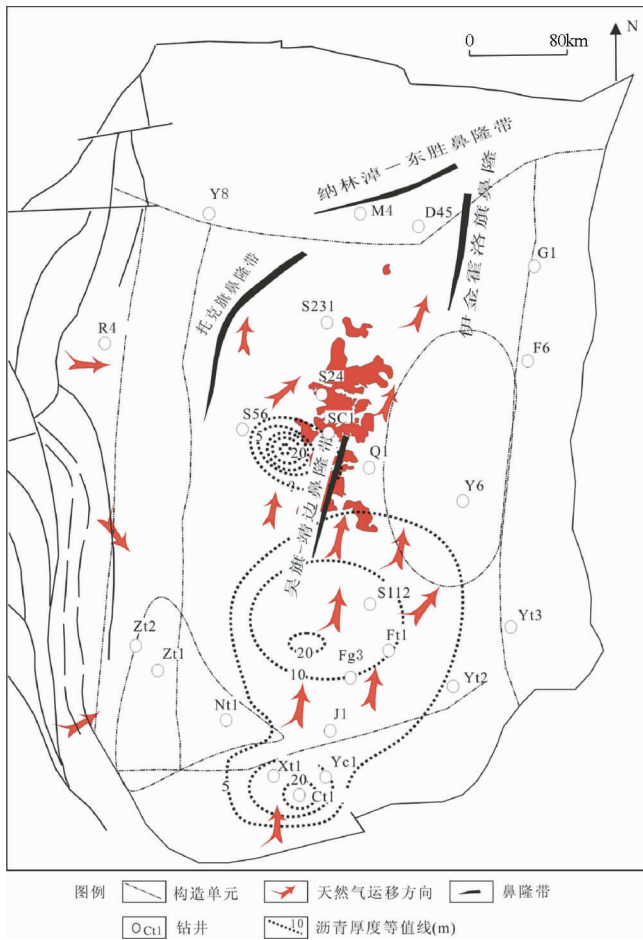 N
0 80km
纳林淖一东胜鼻隆带
Y8
M4
D45
伊金霍洛旗鼻隆
G1
托克旗鼻隆带
S231
R4
F6
S24
S56
SC1
5
20
5
Q1
吴旗-靖边鼻隆带
Y6
S112
Zt2
Yt3
Zt1
20
Ft1
10
Fg3
Yt2
Nt1
J1
Xt1
Yc1
5
20
Ct1
图例 构造单元 天然气运移方向 鼻隆带
Ct1 钻井 10 沥青厚度等值线(m)